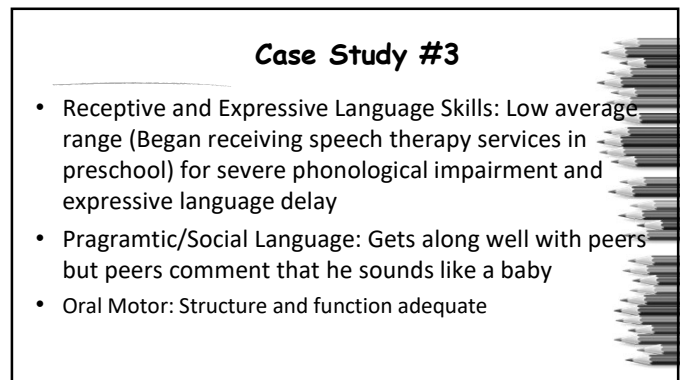 Case Study #3
• Receptive and Expressive Language Skills: Low average
range (Began receiving speech therapy services in
preschool) for severe phonological impairment and
expressive language delay
• Pragramtic/Social Language: Gets along well with peers
but peers comment that he sounds like a baby
• Oral Motor: Structure and function adequate